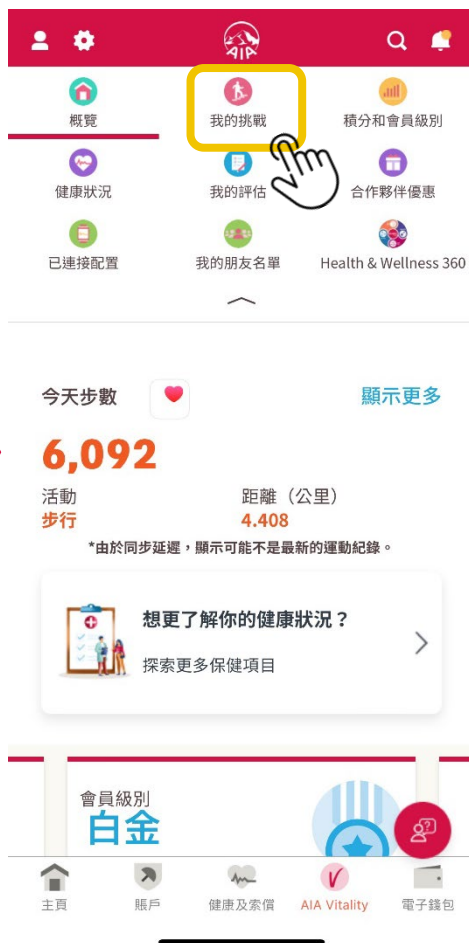 AIA
概覽
我的挑戰
積分和會員級別
健康狀況
我的評估
合作夥伴優惠
已連接配置
我的朋友名單
Health & Wellness 360
今天步數
顯示更多
6,092
活動
距離（公里）
步行
4.408
*由於同步延遲，顯示可能不是最新的運動紀錄。
想更了解你的健康狀況？
探索更多保健項目
會員級別
白金
主頁
賬戶
健康及索償
AIA Vitality
電子錢包